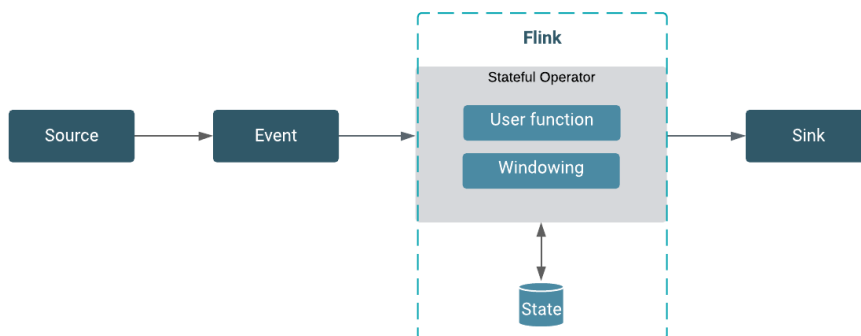 Flink
Stateful Operator
Source
Event
User function
Windowing
Sink
State